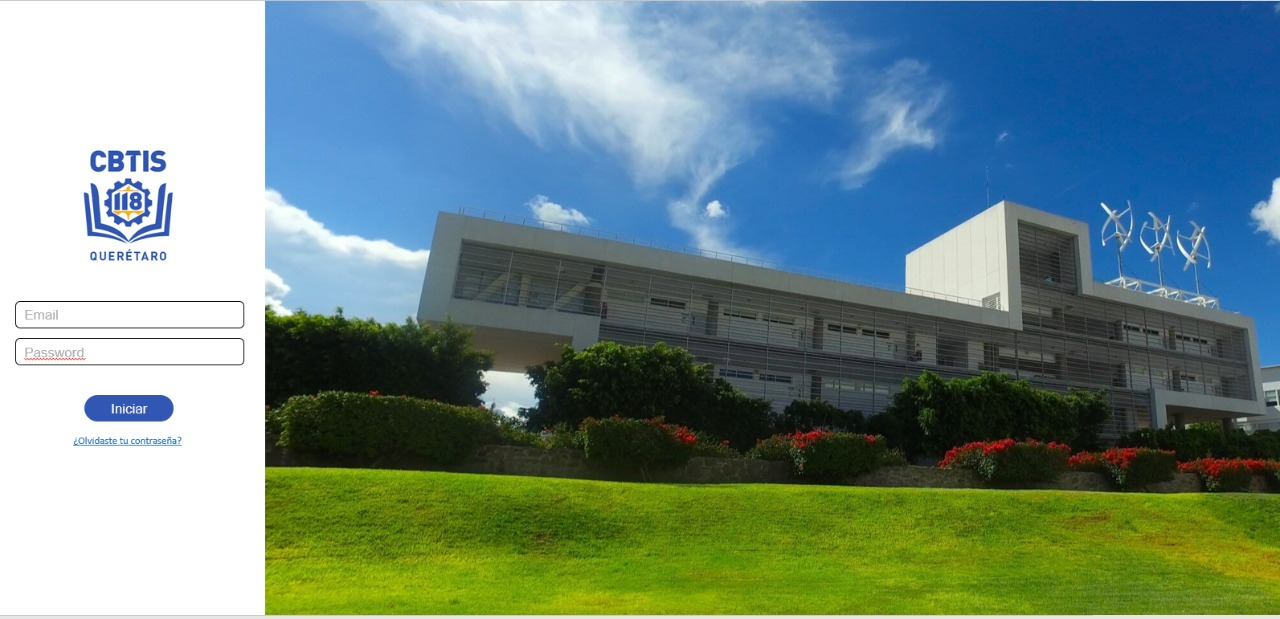 CBTIS
118
QUERÉTARO
Email
Password
Iniciar
¿Olvidaste tu contraseña?